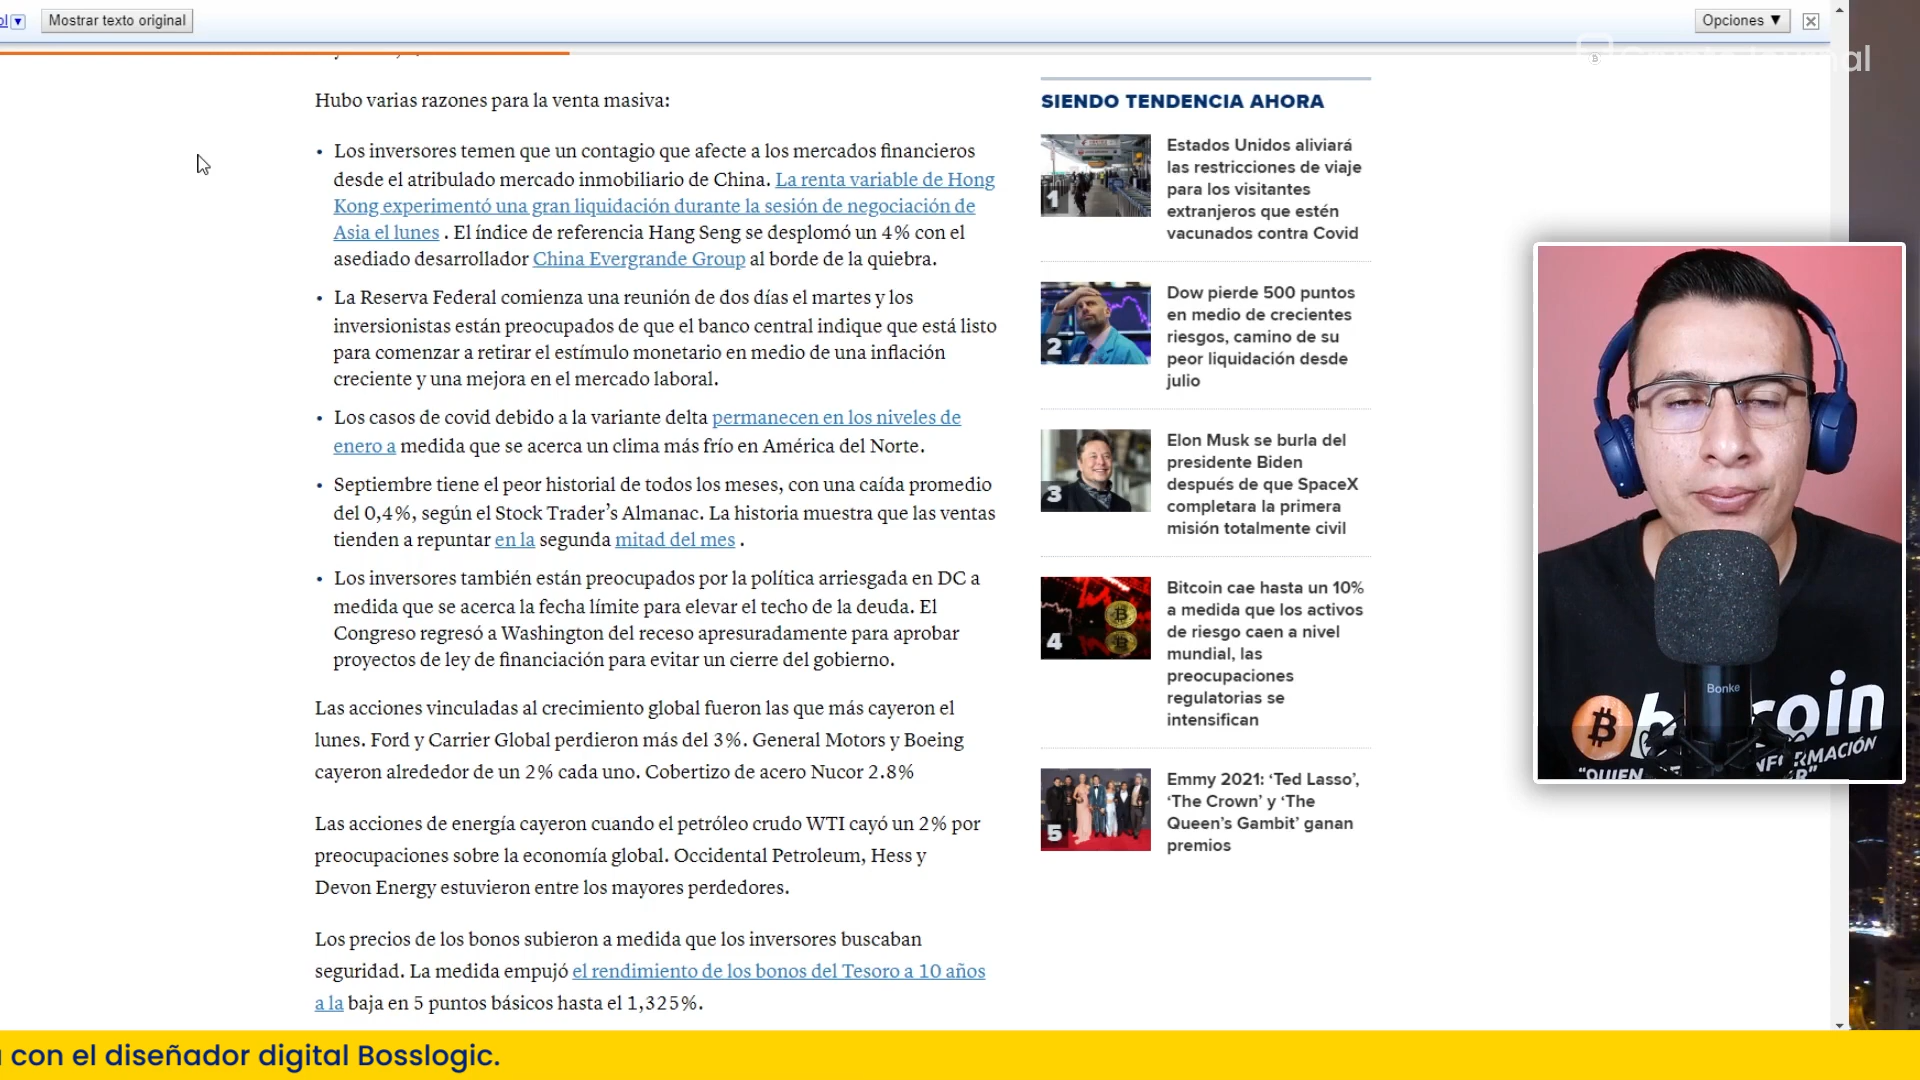 ol
Mostrar texto original
Opciones ▼
Hubo varias razones para la venta masiva:
• Los inversores temen que un contagio que afecte a los mercados financieros
desde el atribulado mercado inmobiliario de China. La renta variable de Hong
Kong experimentó una gran liquidación durante la sesión de negociación de
Asia el lunes . El índice de referencia Hang Seng se desplomó un 4% con el
asediado desarrollador China Evergrande Group al borde de la quiebra.
• La Reserva Federal comienza una reunión de dos días el martes y los
inversionistas están preocupados de que el banco central indique que está listo
para comenzar a retirar el estímulo monetario en medio de una inflación
creciente y una mejora en el mercado laboral.
• Los casos de covid debido a la variante delta permanecen en los niveles de
enero a medida que se acerca un clima más frío en América del Norte.
• Septiembre tiene el peor historial de todos los meses, con una caída promedio
del 0,4%, según el Stock Trader’s Almanac. La historia muestra que las ventas
tienden a repuntar en la segunda mitad del mes .
• Los inversores también están preocupados por la política arriesgada en DC a
medida que se acerca la fecha límite para elevar el techo de la deuda. El
Congreso regresó a Washington del receso apresuradamente para aprobar
proyectos de ley de financiación para evitar un cierre del gobierno.
Las acciones vinculadas al crecimiento global fueron las que más cayeron el
lunes. Ford y Carrier Global perdieron más del 3%. General Motors y Boeing
cayeron alrededor de un 2% cada uno. Cobertizo de acero Nucor 2.8%
Las acciones de energía cayeron cuando el petróleo crudo WTI cayó un 2% por
preocupaciones sobre la economía global. Occidental Petroleum, Hess y
Devon Energy estuvieron entre los mayores perdedores.
Los precios de los bonos subieron a medida que los inversores buscaban
seguridad. La medida empujó el rendimiento de los bonos del Tesoro a 10 años
a la baja en 5 puntos básicos hasta el 1,325%.
SIENDO TENDENCIA AHORA
1
Estados Unidos aliviará
las restricciones de viaje
para los visitantes
extranjeros que estén
vacunados contra Covid
2
Dow pierde 500 puntos
en medio de crecientes
riesgos, camino de su
peor liquidación desde
julio
3
Elon Musk se burla del
presidente Biden
después de que SpaceX
completara la primera
misión totalmente civil
4
Bitcoin cae hasta un 10%
a medida que los activos
de riesgo caen a nivel
mundial, las
preocupaciones
regulatorias se
intensifican
5
Emmy 2021: ‘Ted Lasso’,
‘The Crown’ y ‘The
Queen’s Gambit’ ganan
premios
Bonke
coin
“QUIEN
con el diseñador digital Bosslogic.